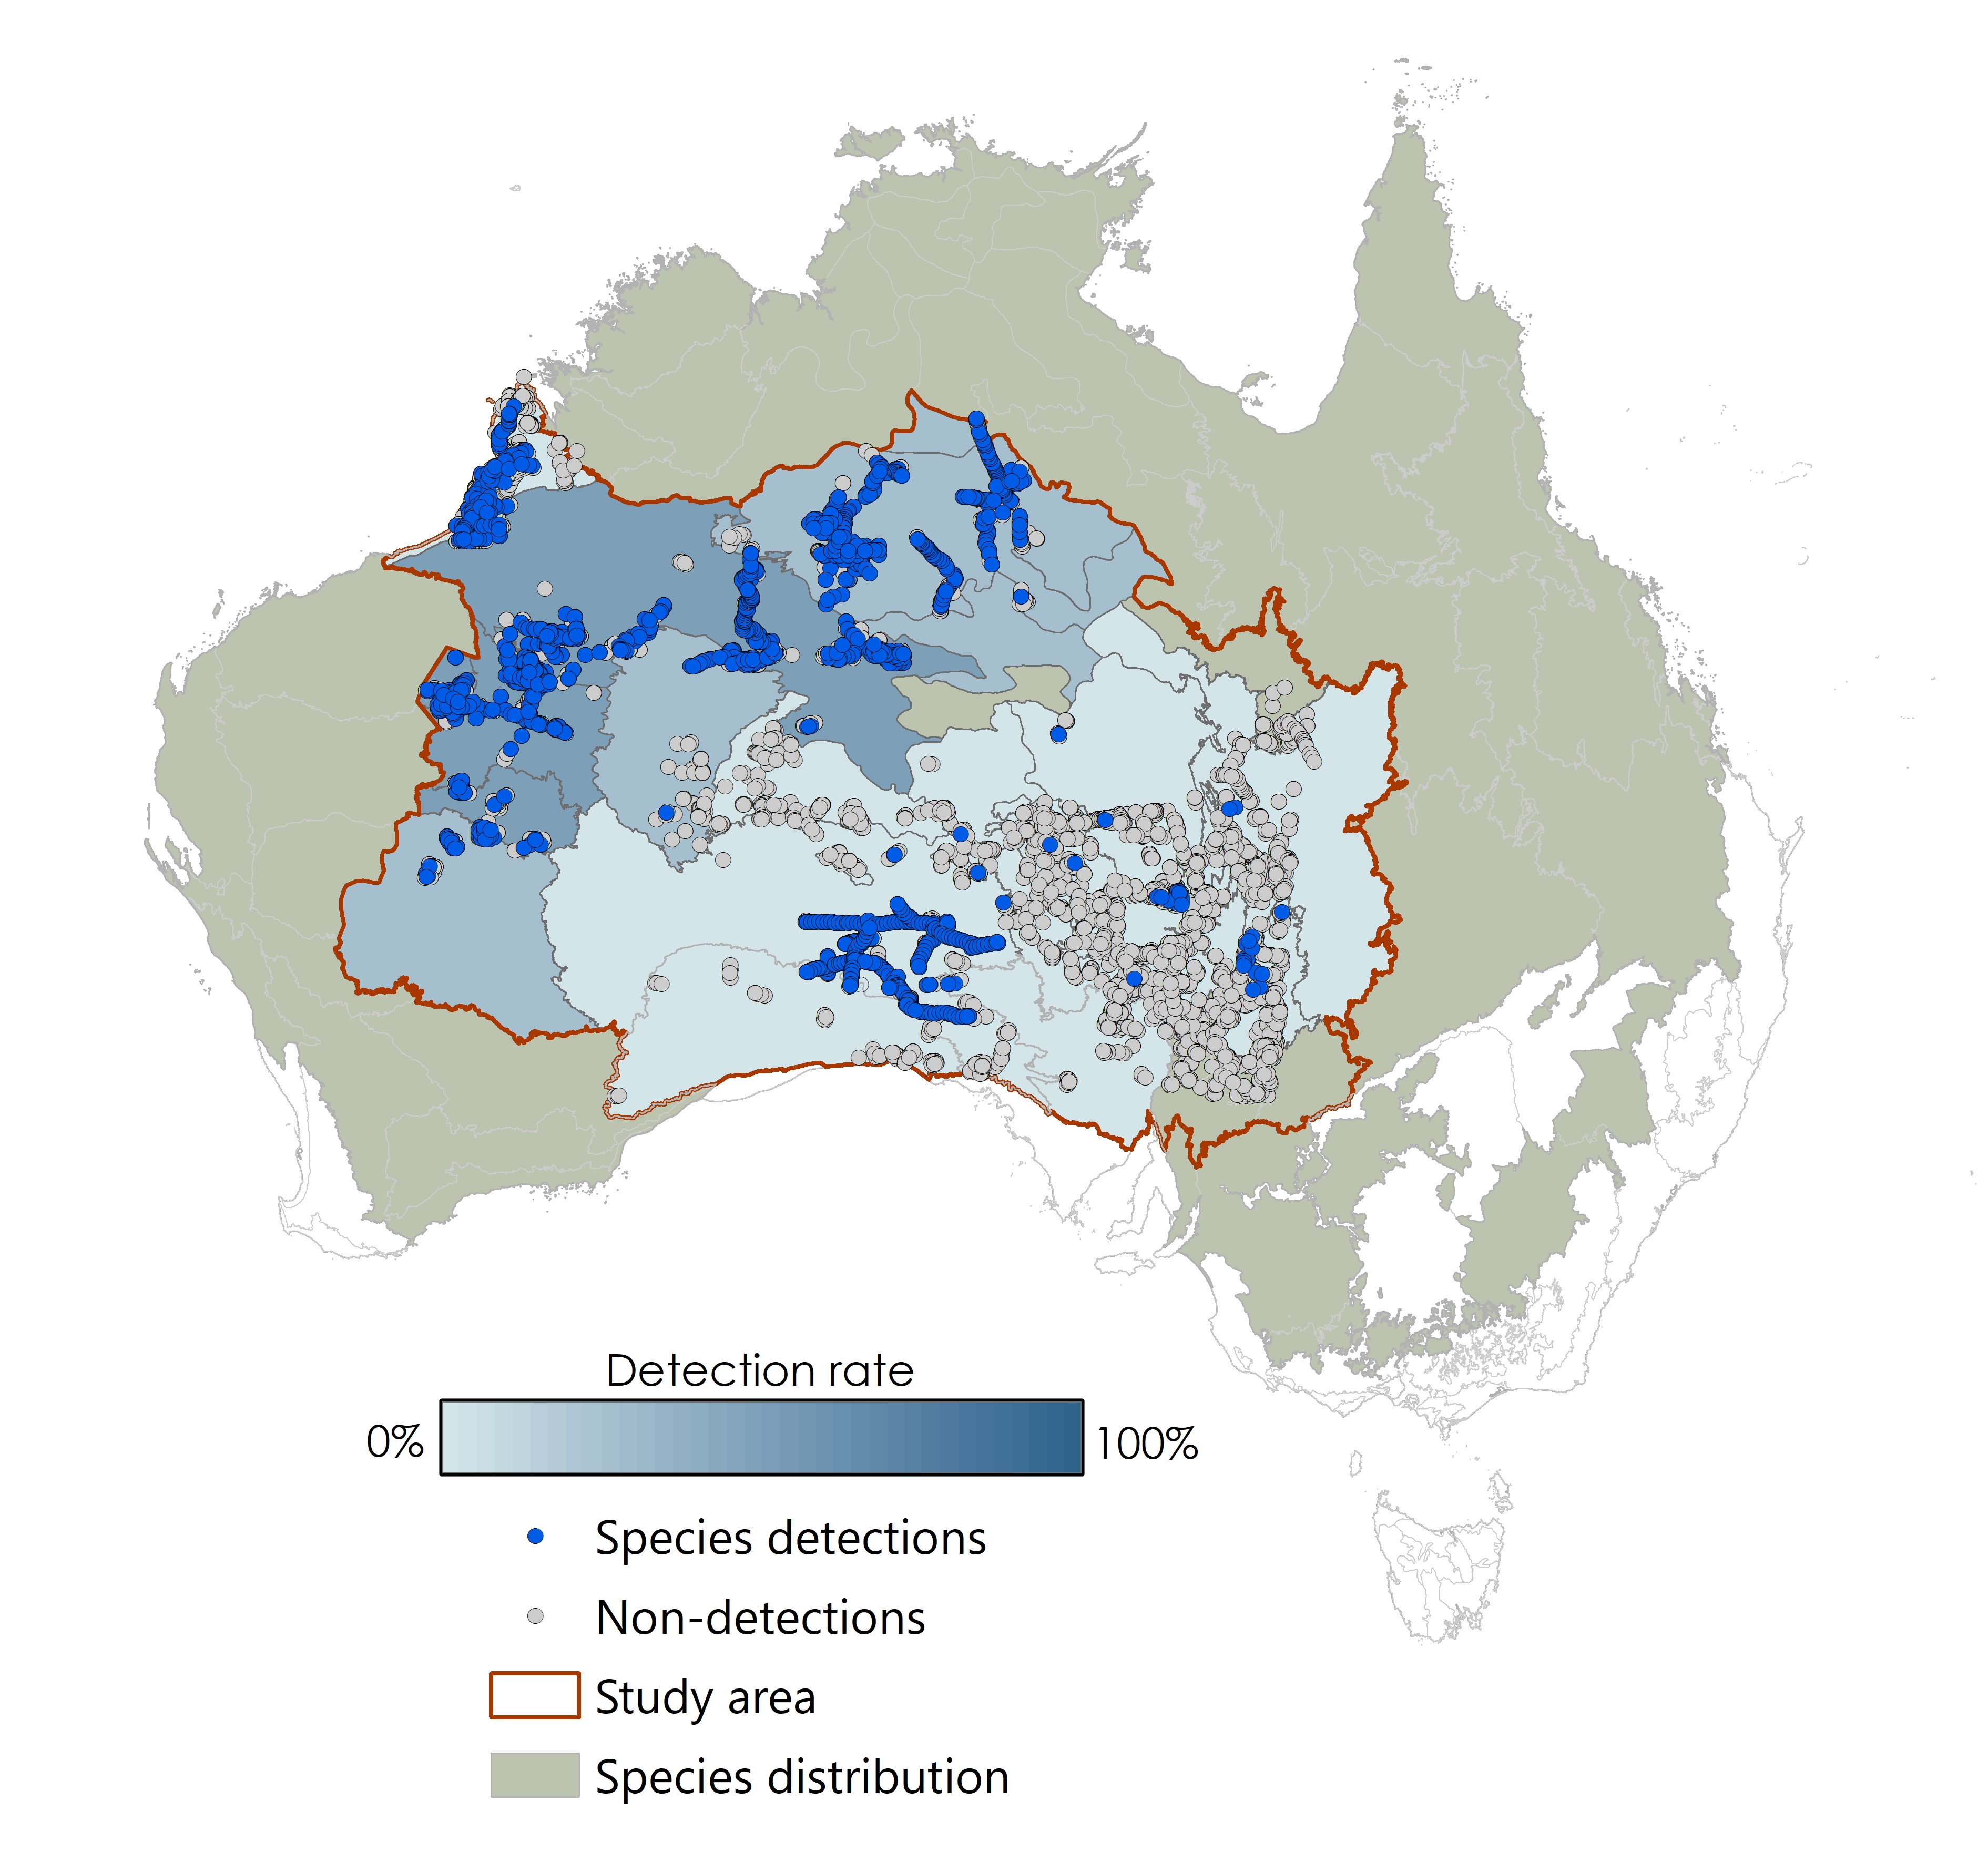 Detection rate
0%
100%
Species detections
Non-detections
Study area
Species distribution